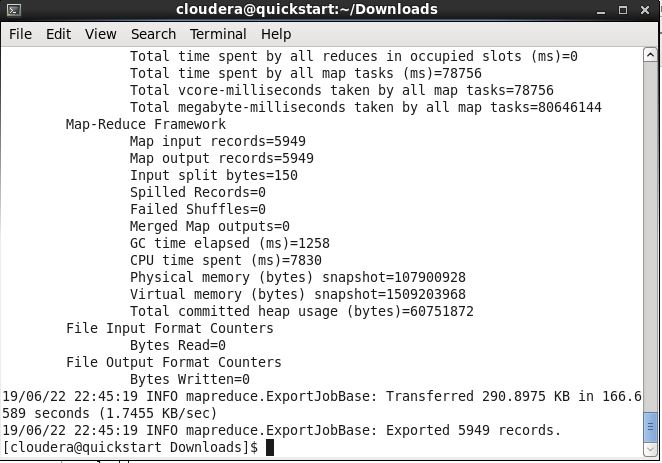 cloudera@quickstart:~/Downloads
File Edit View Search Terminal Help
Total time spent by all reduces in occupied slots (ms)=0
Total time spent by all map tasks (ms)=78756
Total vcore-milliseconds taken by all map tasks=78756
Total megabyte-milliseconds taken by all map tasks=80646144
Map-Reduce Framework
Map input records=5949
Map output records=5949
Input split bytes=150
Spilled Records=0
Failed Shuffles=0
Merged Map outputs=0
GC time elapsed (ms)=1258
CPU time spent (ms)=7830
Physical memory (bytes) snapshot=107900928
Virtual memory (bytes) snapshot=1509203968
Total committed heap usage (bytes)=60751872
File Input Format Counters
Bytes Read=0
File Output Format Counters
Bytes Written=0
19/06/22 22:45:19 INFO mapreduce.ExportJobBase: Transferred 290.8975 KB in 166.6
589 seconds (1.7455 KB/sec)
19/06/22 22:45:19 INFO mapreduce.ExportJobBase: Exported 5949 records.
[cloudera@quickstart Downloads]$